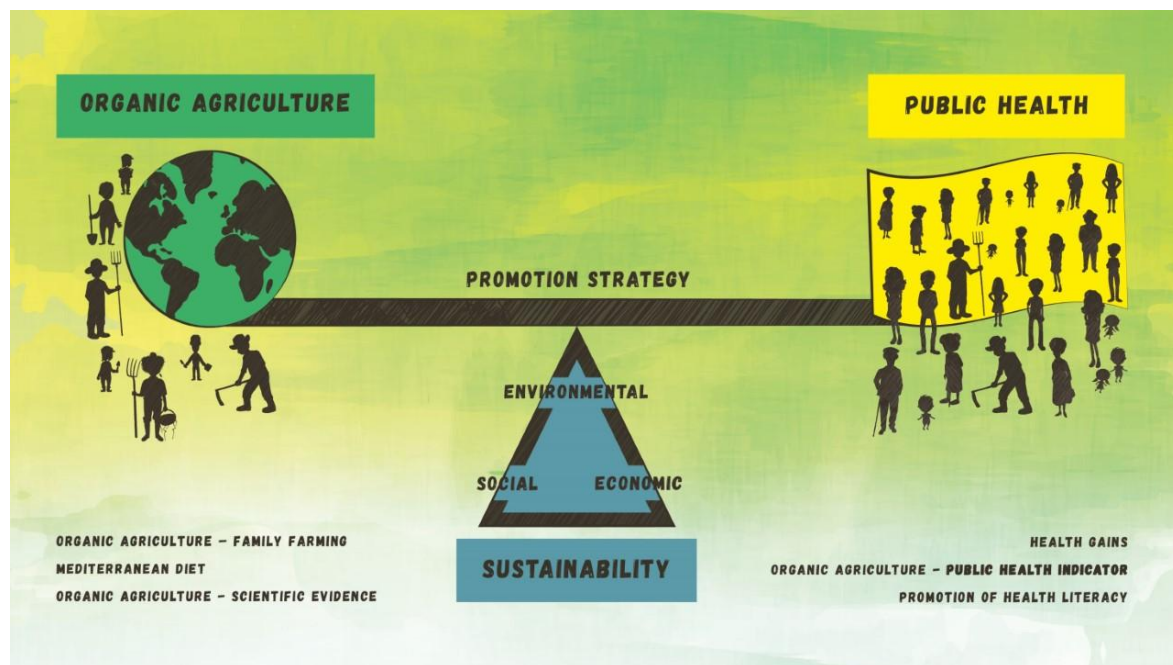 ORGANIC AGRICULTURE
PUBLIC HEALTH
PROMOTION STRATEGY
ENVIRONMENTAL
SOCIAL
ECONOMIC
SUSTAINABILITY
ORGANIC AGRICULTURE – FAMILY FARMING
MEDITERRANEAN DIET
ORGANIC AGRICULTURE – SCIENTIFIC EVIDENCE
HEALTH GAINS
ORGANIC AGRICULTURE – PUBLIC HEALTH INDICATOR
PROMOTION OF HEALTH LITERACY